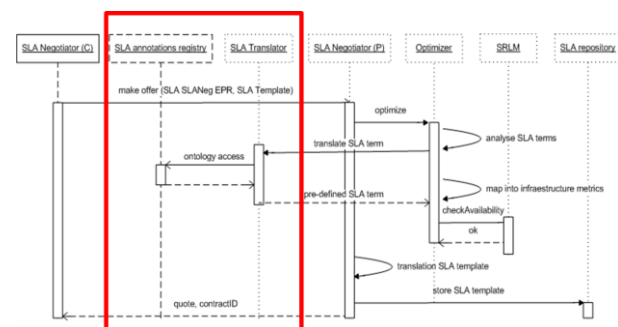 SLA Negotiator (C) SLA annotations registry SLA Translator SLA Negotiator (P) Optimizer SRLM SLA repository
make offer (SLA SLANeg EPR, SLA Template)
optimize
analyse SLA terms
translate SLA term
ontology access
pre-defined SLA term
map into infraestructure metrics
checkAvailability
ok
translation SLA template
store SLA template
quote, contractID